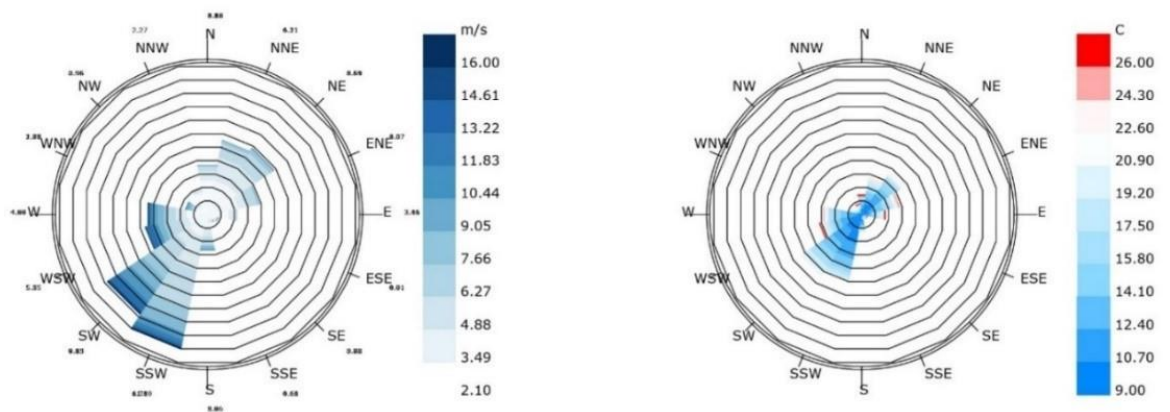 N
NNW
NNE
NW
NE
WNW
ENE
W
E
WSW
ESE
SW
SE
SSW
SSE
S
m/s
16.00
14.61
13.22
11.83
10.44
9.05
7.66
6.27
4.88
3.49
2.10
N
NNW
NNE
NW
NE
WNW
ENE
W
E
WSW
ESE
SW
SE
SSW
SSE
S
C
26.00
24.30
22.60
20.90
19.20
17.50
15.80
14.10
12.40
10.70
9.00